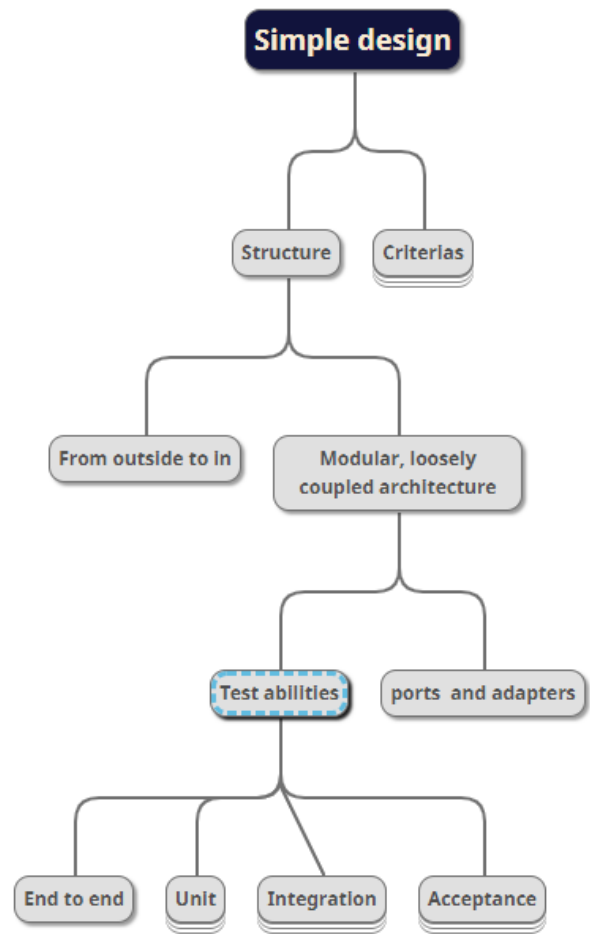 Simple design
Structure
Criterias
From outside to in
Modular, loosely
coupled architecture
Test abilities
ports and adapters
End to end
Unit
Integration
Acceptance